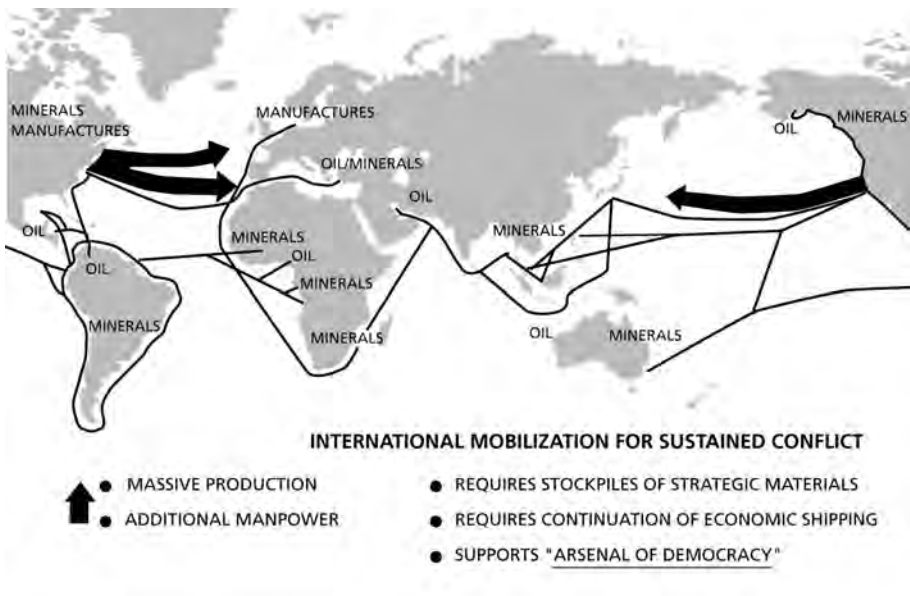 MINERALS
MANUFACTURES
MANUFACTURES
OIL
MINERALS
OIL/MINERALS
OIL
OIL
MINERALS
OIL
MINERALS
OIL
MINERALS
MINERALS
MINERALS
OIL
MINERALS
INTERNATIONAL MOBILIZATION FOR SUSTAINED CONFLICT
● MASSIVE PRODUCTION
● ADDITIONAL MANPOWER
● REQUIRES STOCKPILES OF STRATEGIC MATERIALS
● REQUIRES CONTINUATION OF ECONOMIC SHIPPING
● SUPPORTS "ARSENAL OF DEMOCRACY"